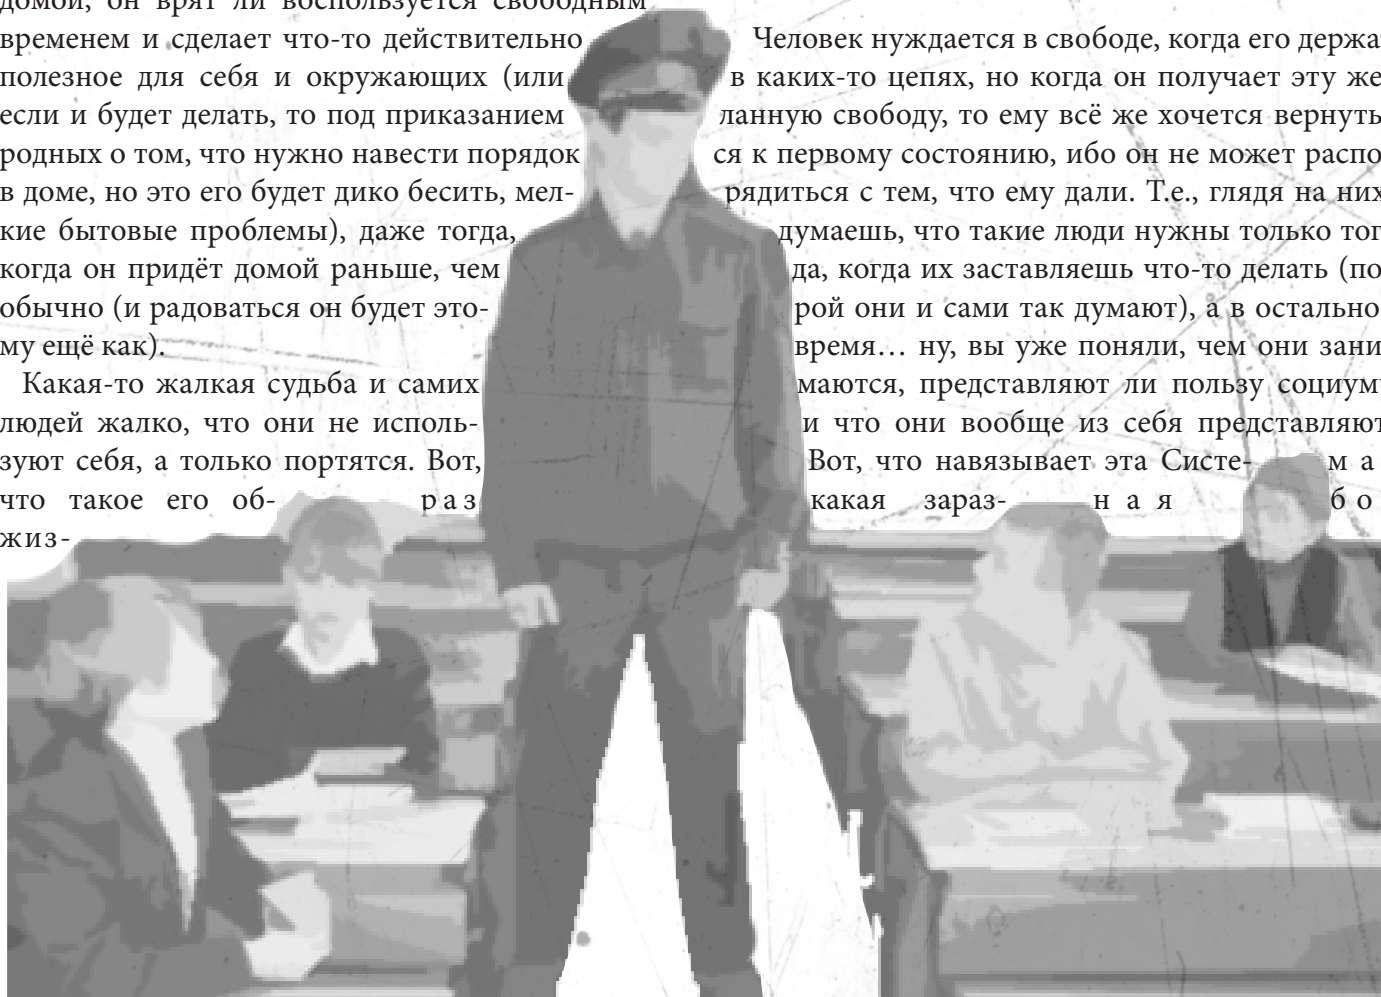 домой, он врят ли воспользуется свободным
временем и сделает что-то действительно
полезное для себя и окружающих (или
если и будет делать, то под приказанием
родных о том, что нужно навести порядок
в доме, но это его будет дико бесить, мел-
кие бытовые проблемы), даже тогда,
когда он придёт домой раньше, чем
обычно (и радоваться он будет это-
му ещё как).
Какая-то жалкая судьба и самих
людей жалко, что они не исполь-
зуют себя, а только портятся. Вот,
что такое его об- раз
жиз-
Человек нуждается в свободе, когда его держа
в каких-то цепях, но когда он получает эту же
ланную свободу, то ему всё же хочется вернуть
ся к первому состоянию, ибо он не может распо
рядиться с тем, что ему дали. Т.е., глядя на них
думаешь, что такие люди нужны только тог
да, когда их заставляешь что-то делать (по
рой они и сами так думают), а в остально
время… ну, вы уже поняли, чем они зани
маются, представляют ли пользу социум
и что они вообще из себя представляют
Вот, что навязывает эта Систе- ма
какая зараз- ная бо